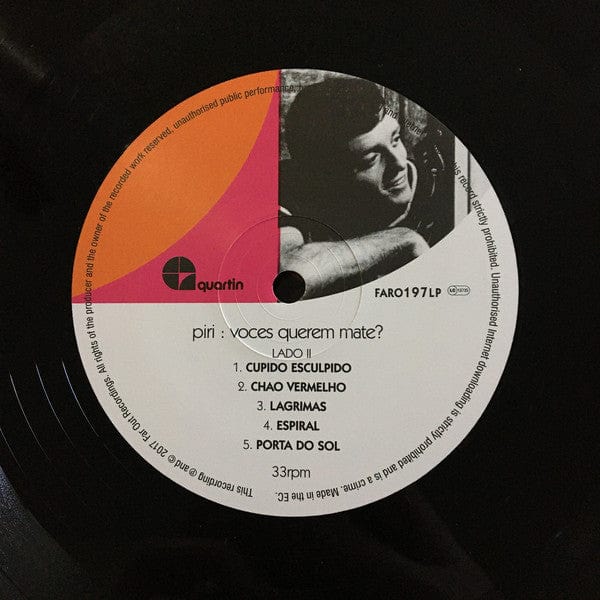 quartin
FARO197LP
piri : voces querem mate?
LADO II
1. CUPIDO ESCULPIDO
2. CHAO VERMELHO
3. LAGRIMAS
4. ESPIRAL
5. PORTA DO SOL
33rpm
This recording ℗ and © 2017 Far Out Recordings. All rights of the producer and the owner of the recorded work reserved, unauthorised public performance, and this record strictly prohibited. Unauthorised Internet downloading is strictly prohibited and is a crime. Made in the EC.